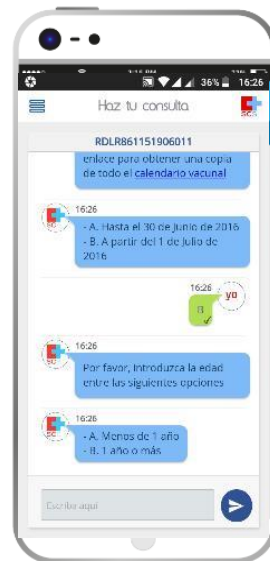 36% 16:26
Haz tu consulta
SCS
RDLR861151906011
enlace para obtener una copia
de todo el calendario vacunal
16:26
- A. Hasta el 30 de Junio de 2016
- B. A partir del 1 de Julio de
2016
16:26
yo
B
16:26
Por favor, introduzca la edad
entre las siguientes opciones
16:26
- A. Menos de 1 año
- B. 1 año o más
Escriba aquí